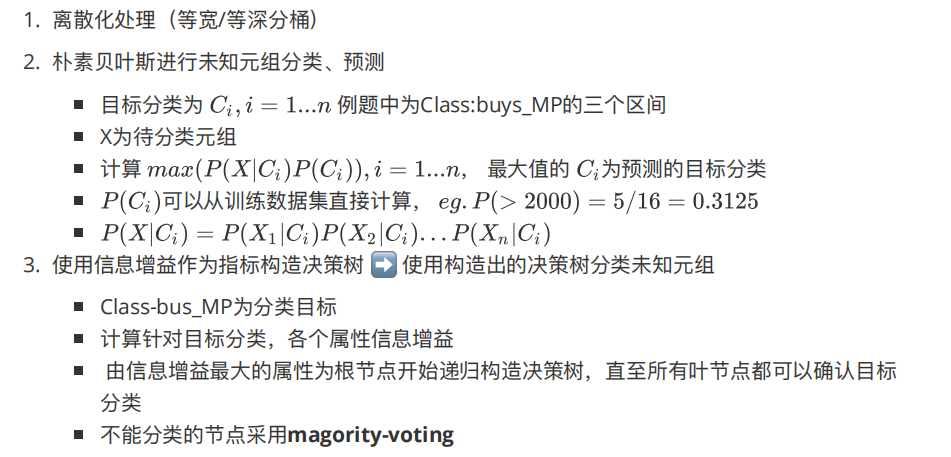 1. 离散化处理（等宽/等深分桶）
2. 朴素贝叶斯进行未知元组分类、预测
▪ 目标分类为 C_i, i = 1...n 例题中为Class:buys_MP的三个区间
▪ X为待分类元组
▪ 计算 max(P(X|C_i)P(C_i)), i = 1...n， 最大值的 C_i为预测的目标分类
▪ P(C_i)可以从训练数据集直接计算， eg. P(> 2000) = 5/16 = 0.3125
▪ P(X|C_i) = P(X_1|C_i)P(X_2|C_i)...P(X_n|C_i)
3. 使用信息增益作为指标构造决策树 ➡️ 使用构造出的决策树分类未知元组
▪ Class-bus_MP为分类目标
▪ 计算针对目标分类，各个属性信息增益
▪ 由信息增益最大的属性为根节点开始递归构造决策树，直至所有叶节点都可以确认目标
分类
▪ 不能分类的节点采用magority-voting